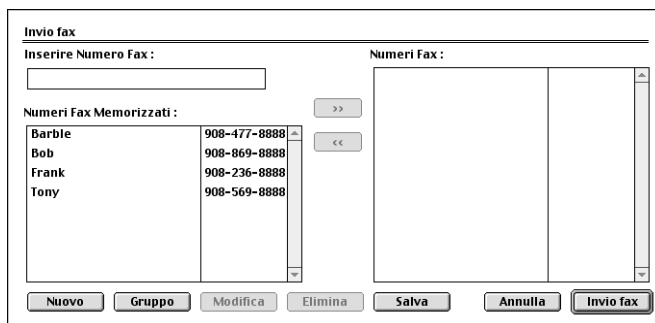 Invio fax
Inserire Numero Fax :
Numeri Fax :
>>
Numeri Fax Memorizzati :
<<
Barble 908-477-8888
Bob 908-869-8888
Frank 908-236-8888
Tony 908-569-8888
Nuovo Gruppo Modifica Elimina Salva Annulla Invio fax